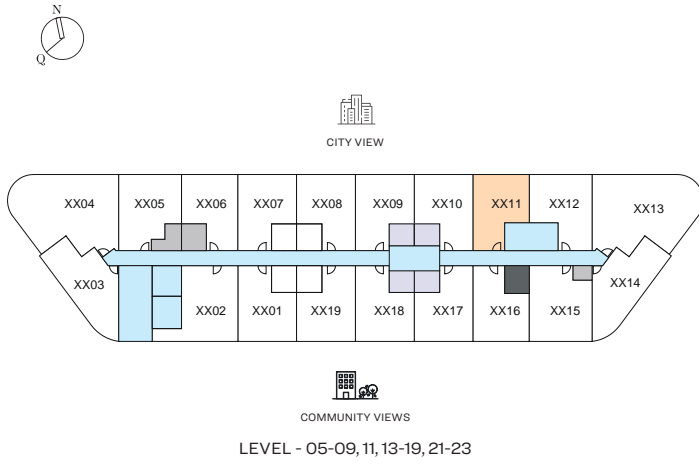 N
Q
CITY VIEW
XX04 XX05 XX06 XX07 XX08 XX09 XX10 XX11 XX12 XX13
XX03 XX14
XX02 XX01 XX19 XX18 XX17 XX16 XX15
COMMUNITY VIEWS
LEVEL - 05-09, 11, 13-19, 21-23